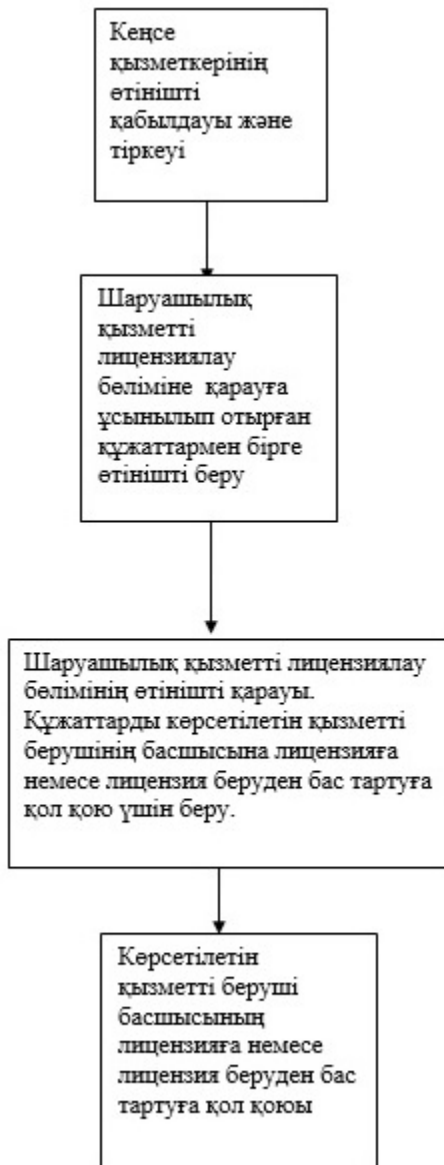 Кеңсе
қызметкерінің
өтінішті
қабылдауы және
тіркеуі
Шаруашылық
қызметті
лицензиялау
бөліміне қарауға
ұсынылып отырған
құжаттармен бірге
өтінішті беру
Шаруашылық қызметті лицензиялау
бөлімінің өтінішті қарауы.
Құжаттарды көрсетілетін қызметті
берушінің басшысына лицензияға
немесе лицензия беруден бас тартуға
қол қою үшін беру.
Көрсетілетін
қызметті беруші
басшысының
лицензияға немесе
лицензия беруден бас
тартуға қол қоюы